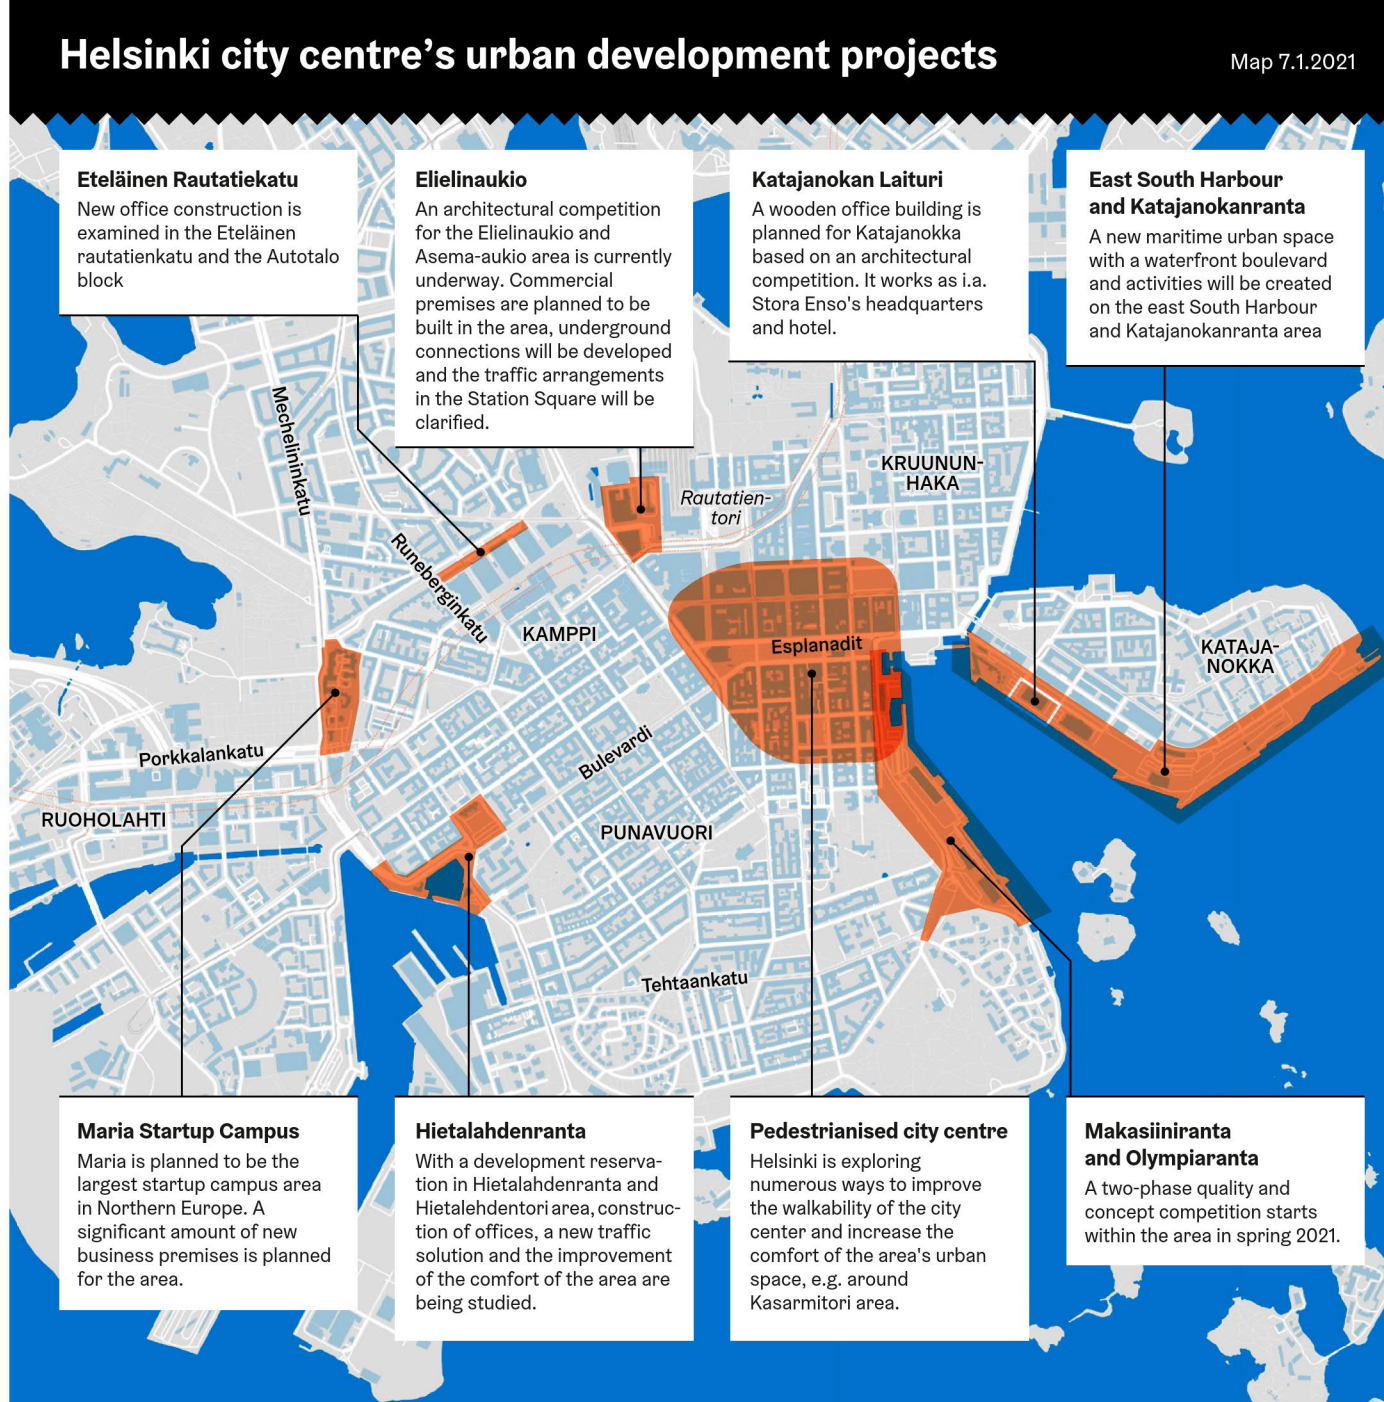 Helsinki city centre’s urban development projects
Map 7.1.2021
Eteläinen Rautatiekatu
New office construction is
examined in the Eteläinen
rautatienkatu and the Autotalo
block
Elielinaukio
An architectural competition
for the Elielinaukio and
Asema-aukio area is currently
underway. Commercial
premises are planned to be
built in the area, underground
connections will be developed
and the traffic arrangements
in the Station Square will be
clarified.
Katajanokan Laituri
A wooden office building is
planned for Katajanokka
based on an architectural
competition. It works as i.a.
Stora Enso's headquarters
and hotel.
East South Harbour
and Katajanokanranta
A new maritime urban space
with a waterfront boulevard
and activities will be created
on the east South Harbour
and Katajanokanranta area
Mechelininkatu
Runeberginkatu
Rautatien-
tori
KRUUNUN-
HAKA
KAMPPI
Esplanadit
KATAJA-
NOKKA
Porkkalankatu
Bulevardi
RUOHOLAHTI
PUNAVUORI
Tehtaankatu
Maria Startup Campus
Maria is planned to be the
largest startup campus area
in Northern Europe. A
significant amount of new
business premises is planned
for the area.
Hietalahdenranta
With a development reserva-
tion in Hietalahdenranta and
Hietalehdentori area, construc-
tion of offices, a new traffic
solution and the improvement
of the comfort of the area are
being studied.
Pedestrianised city centre
Helsinki is exploring
numerous ways to improve
the walkability of the city
center and increase the
comfort of the area's urban
space, e.g. around
Kasarmitori area.
Makasiiniranta
and Olympiaranta
A two-phase quality and
concept competition starts
within the area in spring 2021.